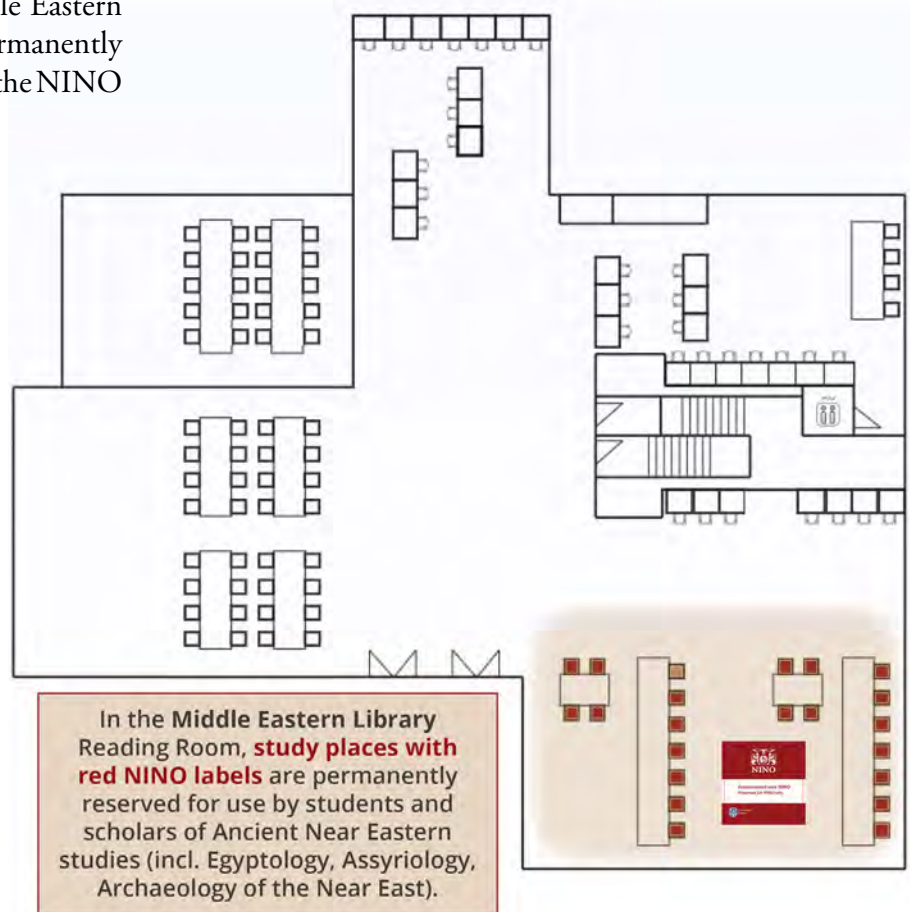 le Eastern
rmanently
the NINO
NINO
In the Middle Eastern Library
Reading Room, study places with
red NINO labels are permanently
reserved for use by students and
scholars of Ancient Near Eastern
studies (incl. Egyptology, Assyriology,
Archaeology of the Near East).